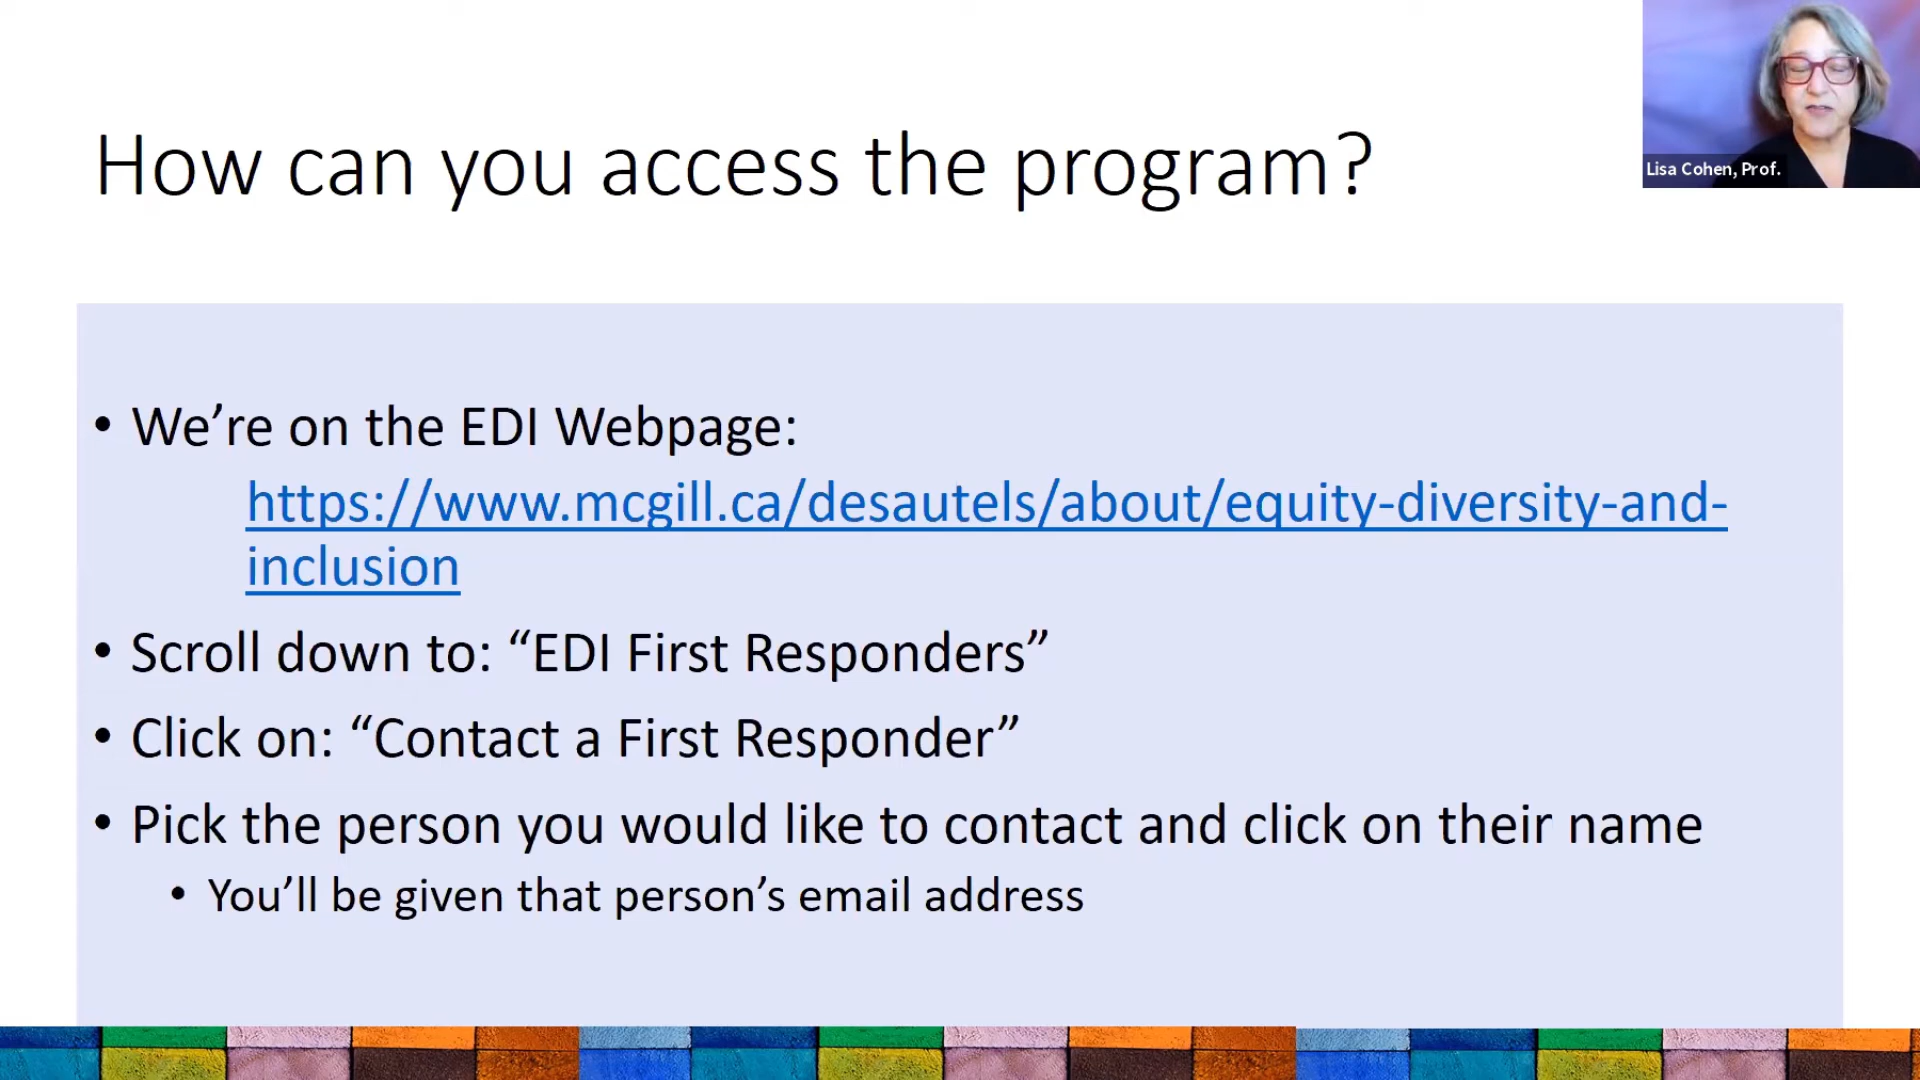 Lisa Cohen, Prof.
How can you access the program?
• We’re on the EDI Webpage:
https://www.mcgill.ca/desautels/about/equity-diversity-and-
inclusion
• Scroll down to: “EDI First Responders”
• Click on: “Contact a First Responder”
• Pick the person you would like to contact and click on their name
• You’ll be given that person’s email address